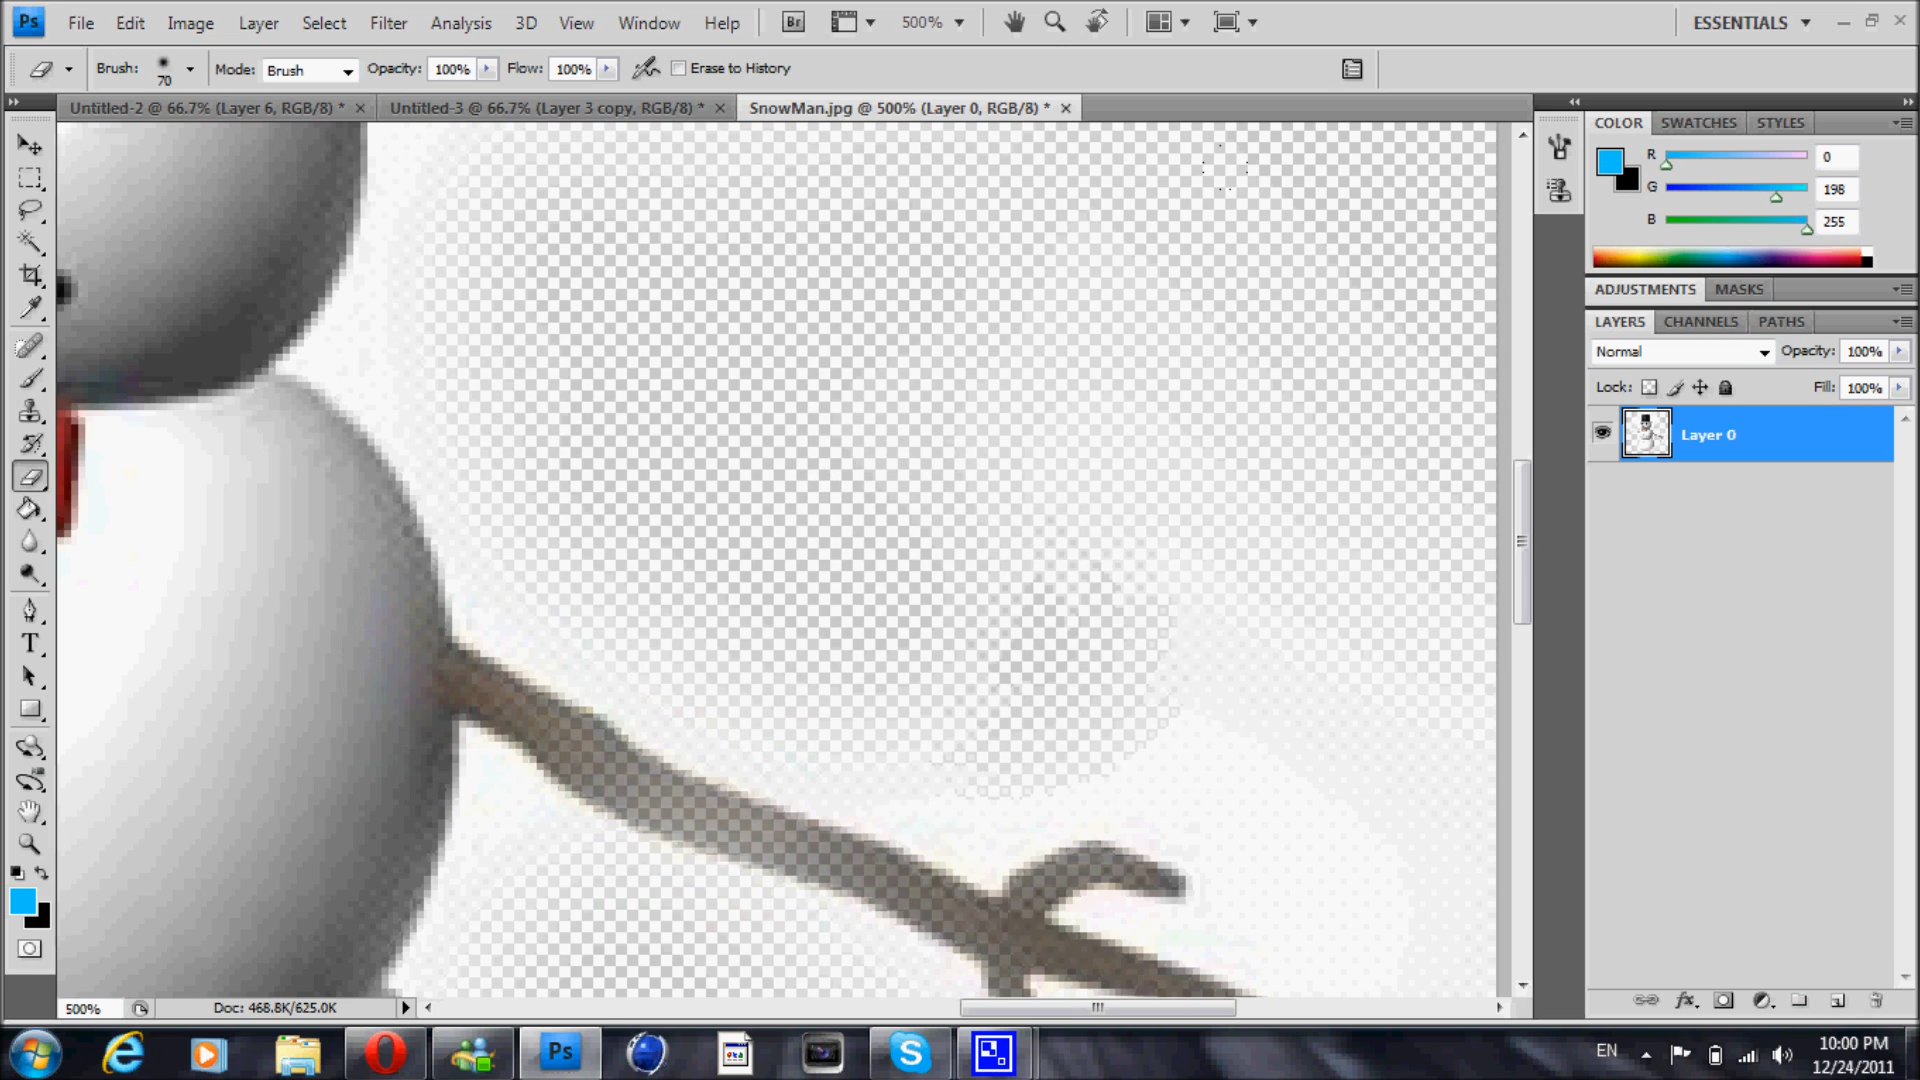 Ps File Edit Image Layer Select Filter Analysis 3D View Window Help Br 500% ESSENTIALS
Brush: 70 Mode: Brush Opacity: 100% Flow: 100% Erase to History
Untitled-2 @ 66.7% (Layer 6, RGB/8) * Untitled-3 @ 66.7% (Layer 3 copy, RGB/8) * SnowMan.jpg @ 500% (Layer 0, RGB/8) *
COLOR SWATCHES STYLES
R 0
G 198
B 255
ADJUSTMENTS MASKS
LAYERS CHANNELS PATHS
Normal Opacity: 100%
Lock: Fill: 100%
Layer 0
T
fx
500% Doc: 468.8K/625.0K
Ps
EN
10:00 PM
12/24/2011